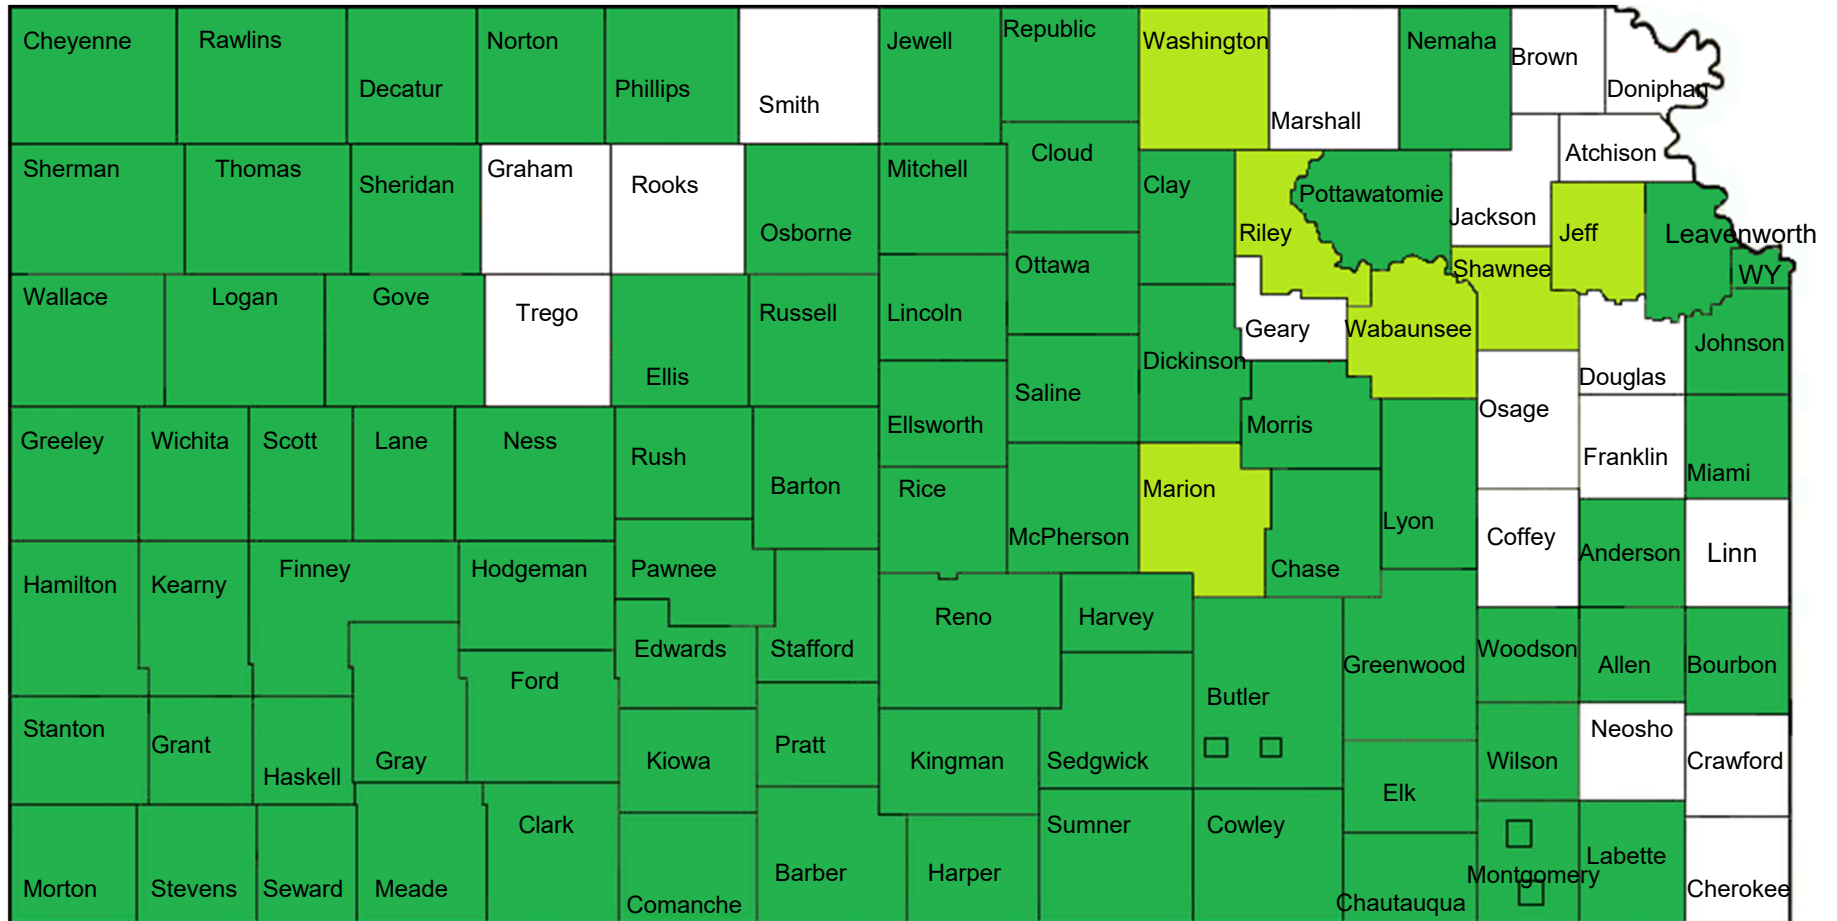 Cheyenne
Rawlins
Decatur
Norton
Phillips
Smith
Jewell
Republic
Washington
Marshall
Nemaha
Brown
Doniphan
Sherman
Thomas
Sheridan
Graham
Rooks
Osborne
Mitchell
Cloud
Clay
Riley
Pottawatomie
Jackson
Atchison
Jeff
Leavenworth
WY
Wallace
Logan
Gove
Trego
Ellis
Russell
Lincoln
Ottawa
Saline
Dickinson
Geary
Wabaunsee
Shawnee
Douglas
Johnson
Greeley
Wichita
Scott
Lane
Ness
Rush
Barton
Ellsworth
Rice
McPherson
Marion
Morris
Chase
Lyon
Osage
Franklin
Miami
Coffey
Anderson
Linn
Hamilton
Kearny
Finney
Hodgeman
Pawnee
Edwards
Stafford
Reno
Harvey
Butler
Greenwood
Woodson
Allen
Bourbon
Stanton
Grant
Haskell
Gray
Ford
Kiowa
Pratt
Kingman
Sedgwick
Elk
Wilson
Neosho
Crawford
Morton
Stevens
Seward
Meade
Clark
Comanche
Barber
Harper
Sumner
Cowley
Chautauqua
Montgomery
Labette
Cherokee